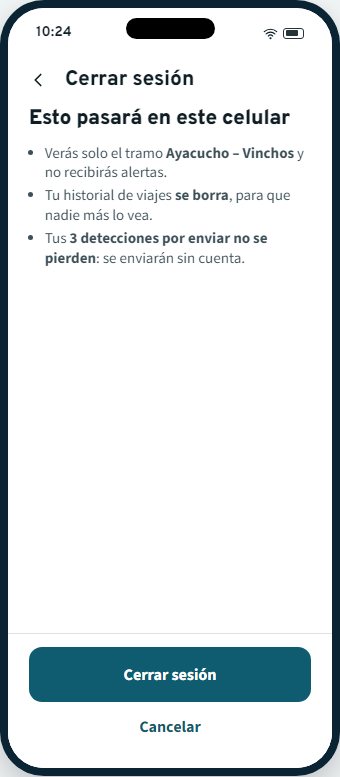 10:24
Cerrar sesión
Esto pasará en este celular
• Verás solo el tramo Ayacucho – Vinchos y
no recibirás alertas.
• Tu historial de viajes se borra, para que
nadie más lo vea.
• Tus 3 detecciones por enviar no se
pierden: se enviarán sin cuenta.
Cerrar sesión
Cancelar